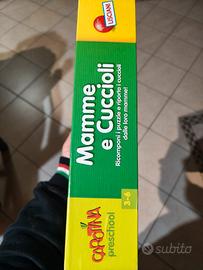 LISCIANI
Mamme
e Cuccioli
Ricomponi i puzzle e riporta i cuccioli
dalle loro mamme!
CAROTINA
preschool
3-6
subito